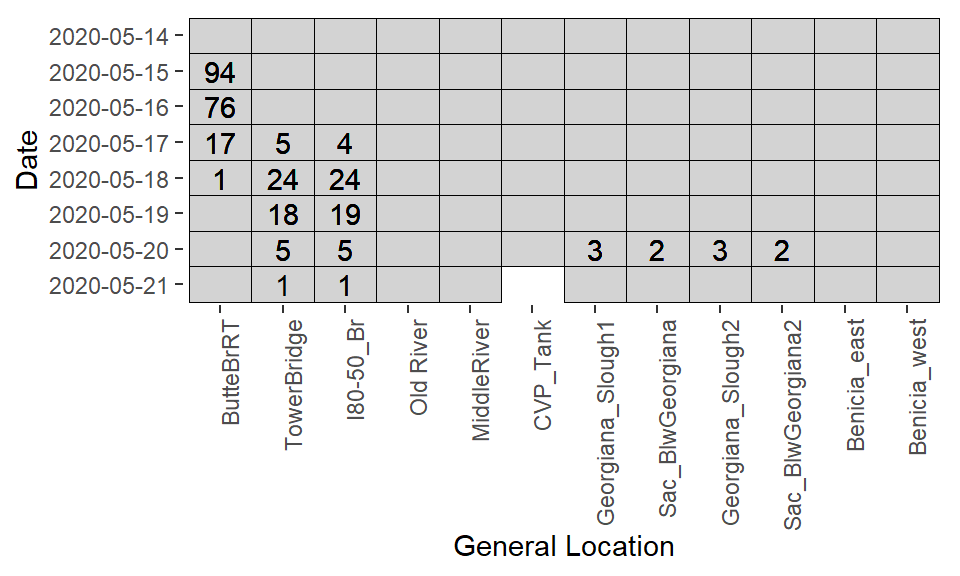 2020-05-14
2020-05-15 94
2020-05-16 76
2020-05-17 17 5 4
2020-05-18 1 24 24
2020-05-19 18 19
2020-05-20 5 5 3 2 3 2
2020-05-21 1 1
Date
ButteBrRT
TowerBridge
I80-50_Br
Old River
MiddleRiver
CVP_Tank
Georgiana_Slough1
Sac_BlwGeorgiana
Georgiana_Slough2
Sac_BlwGeorgiana2
Benicia_east
Benicia_west
General Location